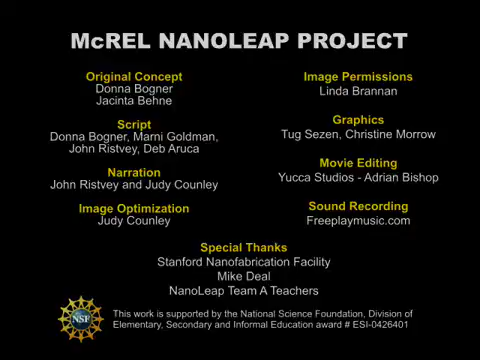 McREL NANOLEAP PROJECT
Original Concept
Donna Bogner
Jacinta Behne
Script
Donna Bogner, Marni Goldman,
John Ristvey, Deb Aruca
Narration
John Ristvey and Judy Counley
Image Optimization
Judy Counley
Image Permissions
Linda Brannan
Graphics
Tug Sezen, Christine Morrow
Movie Editing
Yucca Studios - Adrian Bishop
Sound Recording
Freeplaymusic.com
Special Thanks
Stanford Nanofabrication Facility
Mike Deal
NanoLeap Team A Teachers
NSF
This work is supported by the National Science Foundation, Division of
Elementary, Secondary and Informal Education award # ESI-0426401